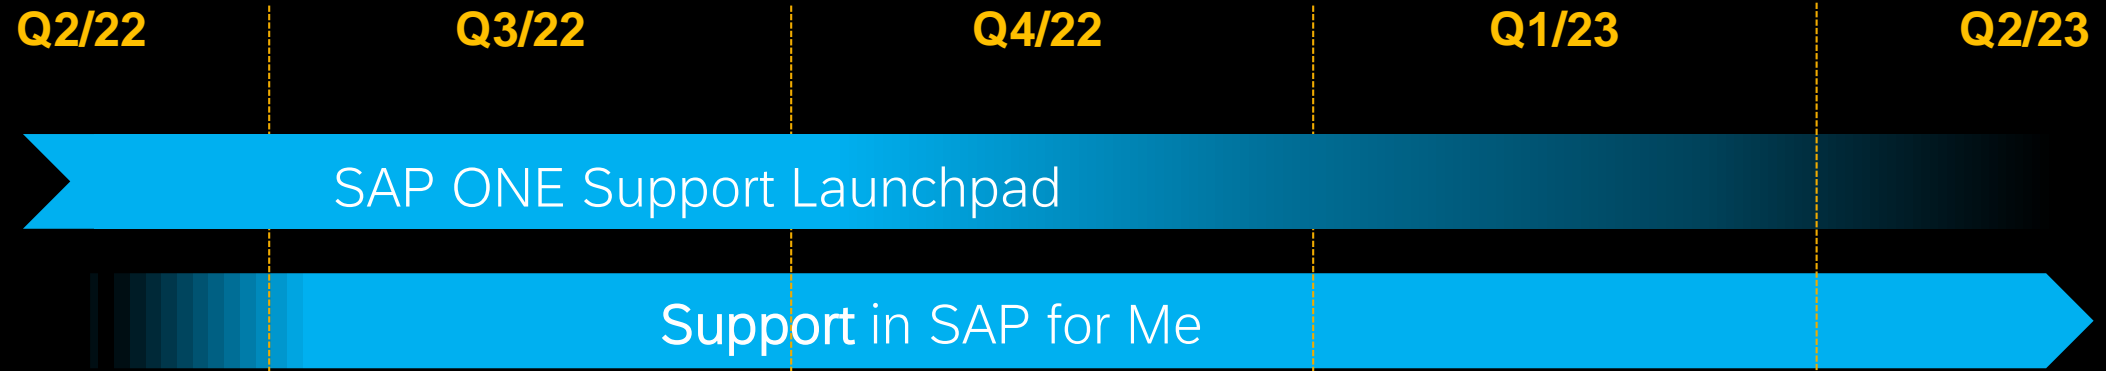 Q2/22 Q3/22 Q4/22 Q1/23 Q2/23
SAP ONE Support Launchpad
Support in SAP for Me